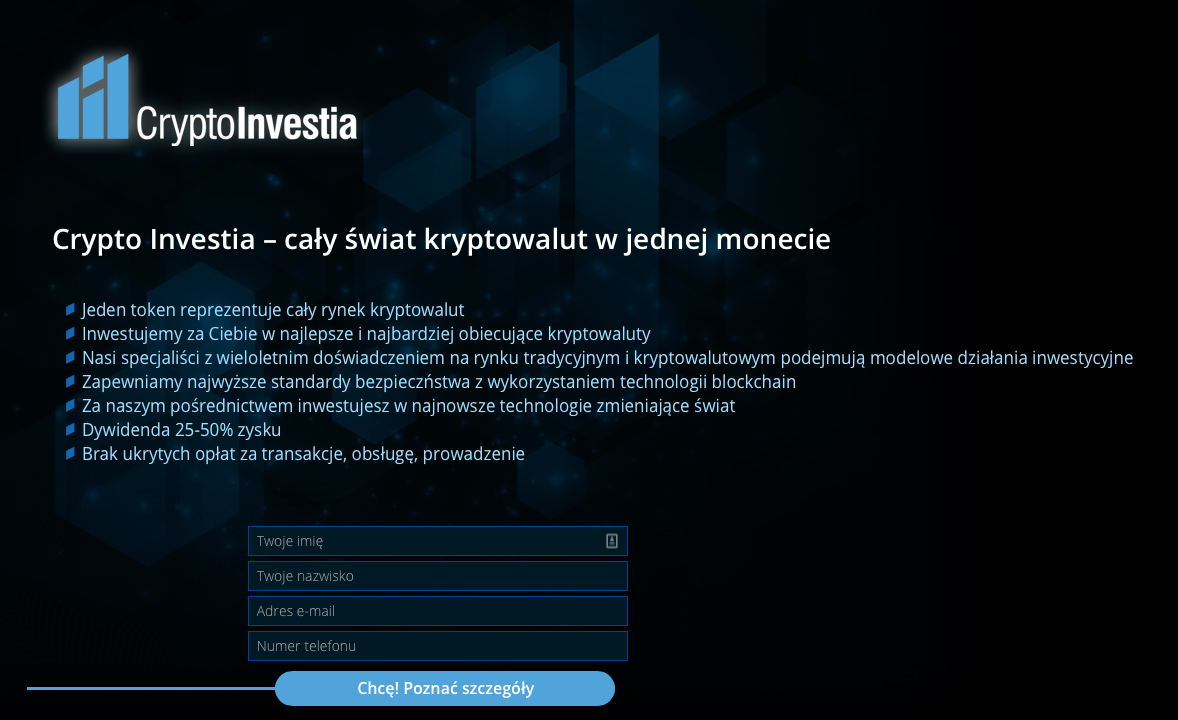 CryptoInvestia
Crypto Investia – cały świat kryptowalut w jednej monecie
Jeden token reprezentuje cały rynek kryptowalut
Inwestujemy za Ciebie w najlepsze i najbardziej obiecujące kryptowaluty
Nasi specjaliści z wieloletnim doświadczeniem na rynku tradycyjnym i kryptowalutowym podejmują modelowe działania inwestycyjne
Zapewniamy najwyższe standardy bezpieczństwa z wykorzystaniem technologii blockchain
Za naszym pośrednictwem inwestujesz w najnowsze technologie zmieniające świat
Dywidenda 25-50% zysku
Brak ukrytych opłat za transakcje, obsługę, prowadzenie
Twoje imię
Twoje nazwisko
Adres e-mail
Numer telefonu
Chcę! Poznać szczegóły